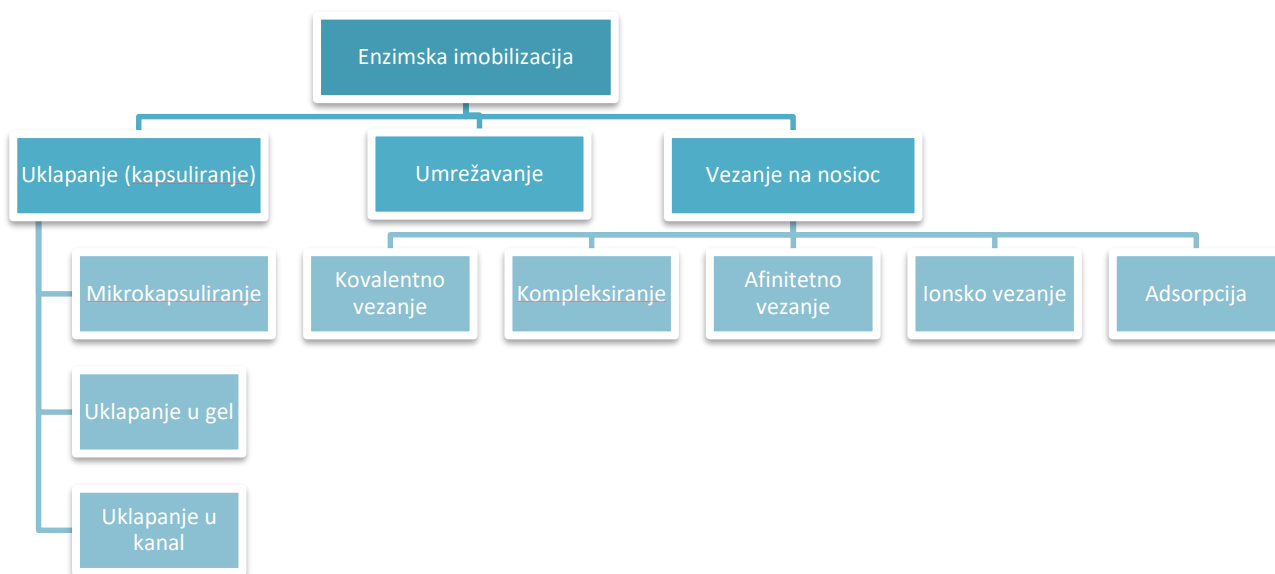 Enzimska imobilizacija
Uklapanje (kapsuliranje)
Umrežavanje
Vezanje na nosioc
Mikrokapsuliranje
Kovalentno
vezanje
Kompleksiranje
Afinitetno
vezanje
Ionsko vezanje
Adsorpcija
Uklapanje u gel
Uklapanje u
kanal